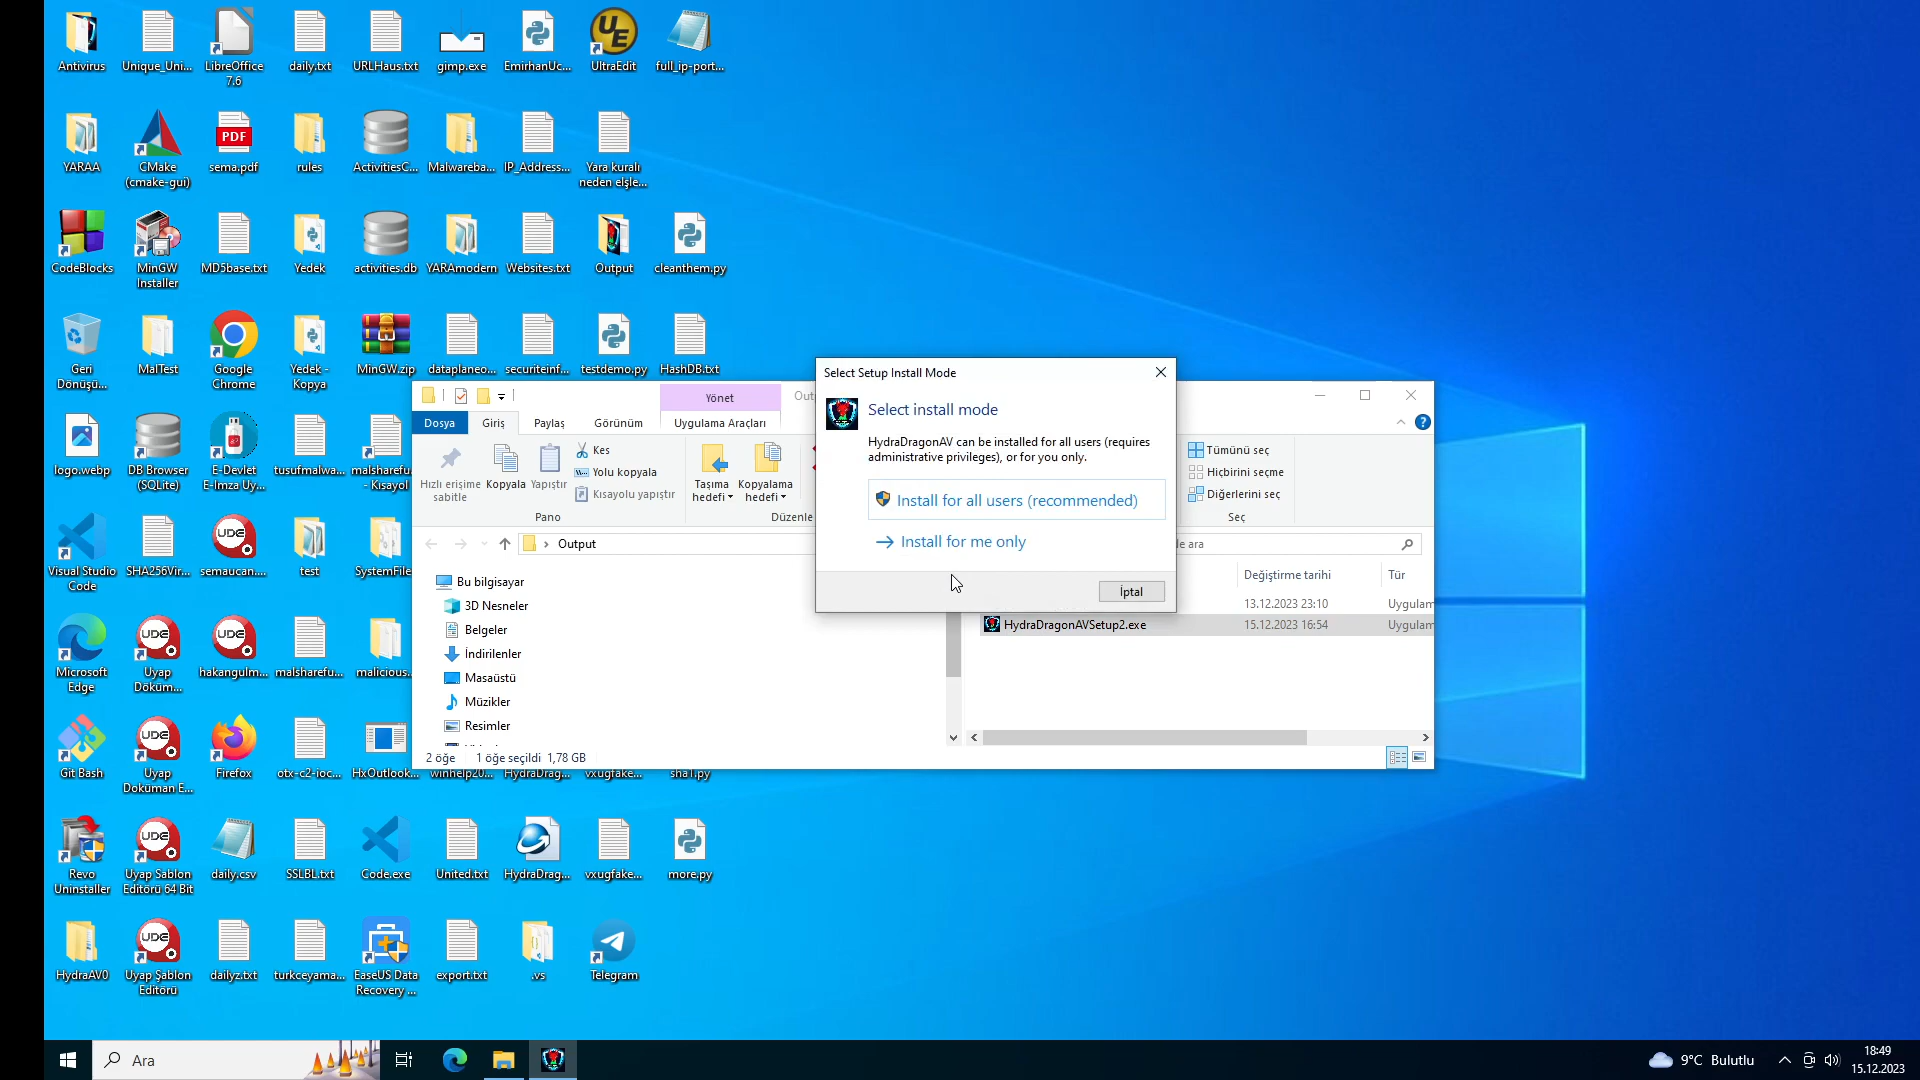 Antivirus
Unique_Uni...
LibreOffice
7.6
daily.txt
URLHaus.txt
gimp.exe
EmirhanUc...
UltraEdit
full_ip-port...
YARAA
CMake
(cmake-gui)
sema.pdf
rules
ActivitiesC...
Malwareba...
IP_Address...
Yara kuralı
neden elşle...
CodeBlocks
MinGW
Installer
MD5base.txt
Yedek
activities.db
YARAmodern
Websites.txt
Output
cleanthem.py
Geri
Dönüşü...
MalTest
Google
Chrome
Yedek -
Kopya
MinGW.zip
dataplaneo...
securiteinf...
testdemo.py
HashDB.txt
logo.webp
DB Browser
(SQLite)
E-Devlet
E-İmza Uy...
tusufmalwa...
malsharefu...
- Kısayol
Visual Studio
Code
SHA256Vir...
semaucan....
test
SystemFile
Microsoft
Edge
Uyap
Döküm...
hakangulm...
malsharefu...
malicious...
Git Bash
Uyap
Doküman E...
Firefox
otx-c2-ioc...
HxOutlook...
winhelp20...
HydraDrag...
vxugfake...
sha1.py
Revo
Uninstaller
Uyap Şablon
Editörü 64 Bit
daily.csv
SSLBL.txt
Code.exe
United.txt
HydraDrag...
vxugfake...
more.py
HydraAV0
Uyap Şablon
Editörü
dailyz.txt
turkceyama...
EaseUS Data
Recovery ...
export.txt
.vs
Telegram
Yönet
Dosya
Giriş
Paylaş
Görünüm
Uygulama Araçları
Hızlı erişime
sabitle
Kopyala
Yapıştır
Kes
Yolu kopyala
Kısayolu yapıştır
Pano
Taşıma
hedefi
Kopyalama
hedefi
Düzenle
Tümünü seç
Hiçbirini seçme
Diğerlerini seç
Seç
Output
Bu bilgisayar
3D Nesneler
Belgeler
İndirilenler
Masaüstü
Müzikler
Resimler
Değiştirme tarihi
Tür
13.12.2023 23:10
Uygulam
HydraDragonAVSetup2.exe
15.12.2023 16:54
Uygulam
2 öğe
1 öğe seçildi 1,78 GB
Select Setup Install Mode
Select install mode
HydraDragonAV can be installed for all users (requires
administrative privileges), or for you only.
Install for all users (recommended)
Install for me only
İptal
Ara
9°C Bulutlu
18:49
15.12.2023